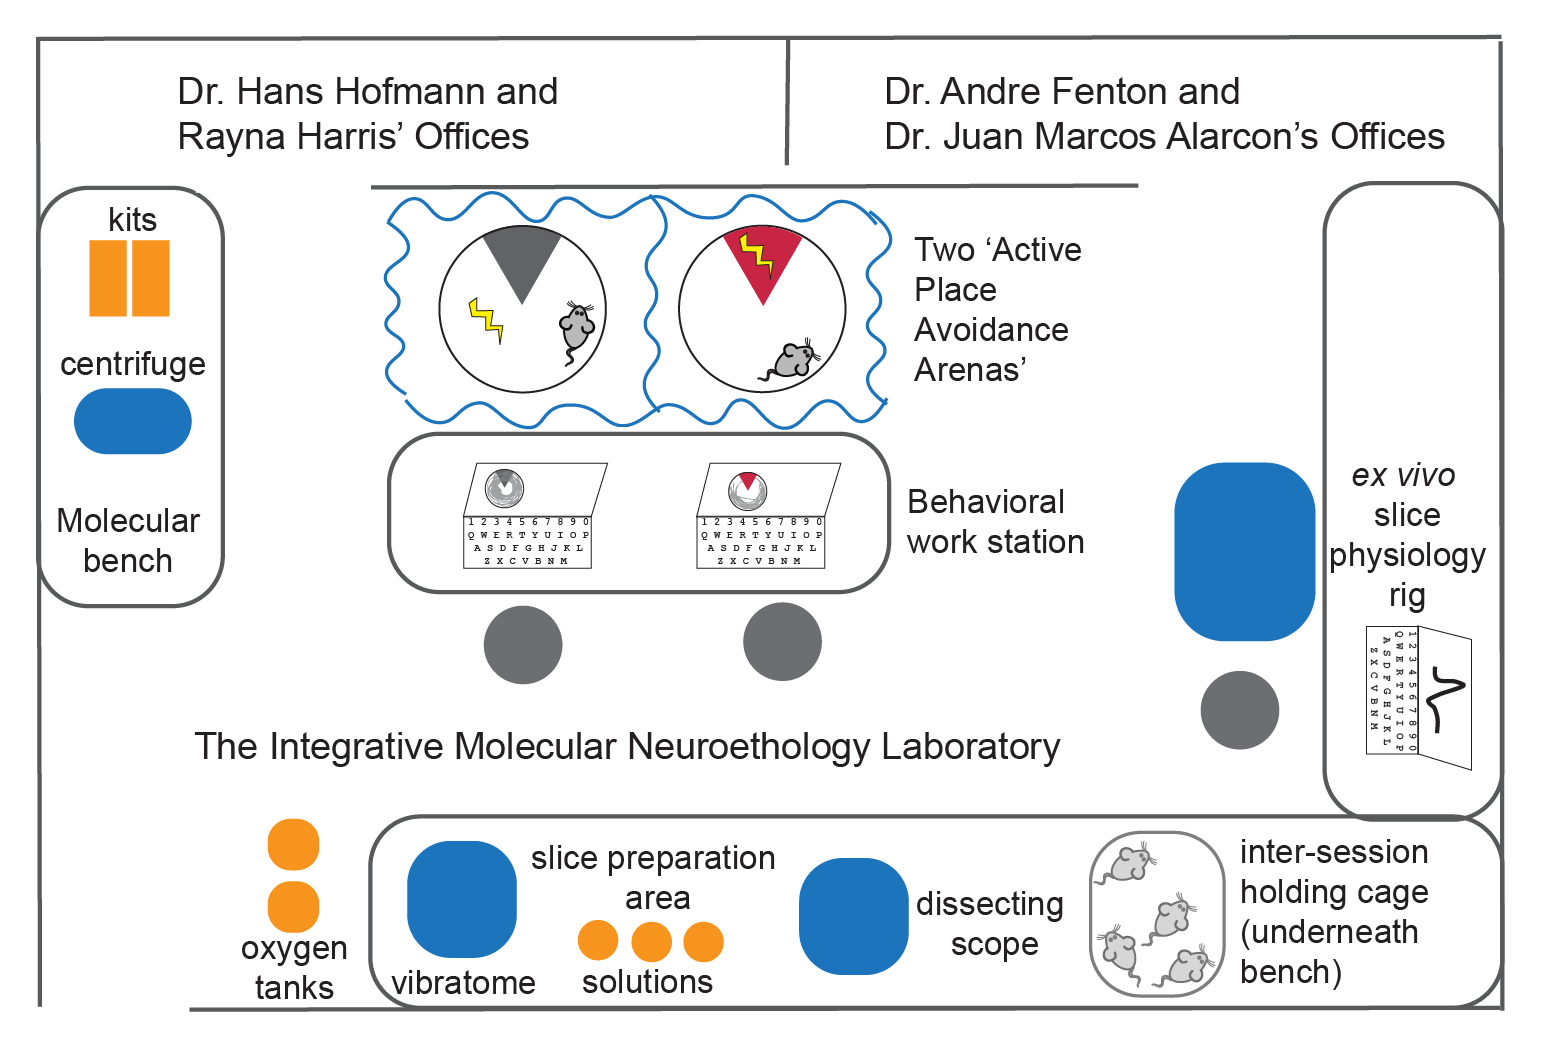 Dr. Hans Hofmann and
Rayna Harris’ Offices
Dr. Andre Fenton and
Dr. Juan Marcos Alarcon’s Offices
kits
centrifuge
Molecular
bench
Two ‘Active
Place
Avoidance
Arenas’
1 2 3 4 5 6 7 8 9 0
Q W E R T Y U I O P
A S D F G H J K L
Z X C V B N M
1 2 3 4 5 6 7 8 9 0
Q W E R T Y U I O P
A S D F G H J K L
Z X C V B N M
Behavioral
work station
ex vivo
slice
physiology
rig
1 2 3 4 5 6 7 8 9 0
Q W E R T Y U I O P
A S D F G H J K L
Z X C V B N M
The Integrative Molecular Neuroethology Laboratory
oxygen
tanks
vibratome
slice preparation
area
solutions
dissecting
scope
inter-session
holding cage
(underneath
bench)